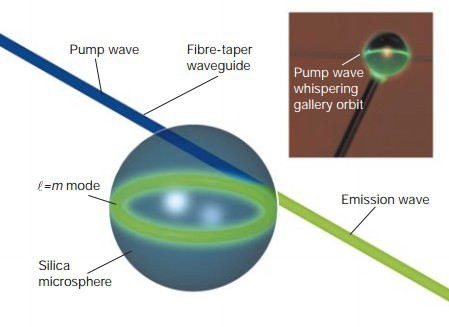 Pump wave
Fibre-taper
waveguide
Pump wave
whispering
gallery orbit
ℓ=m mode
Emission wave
Silica
microsphere